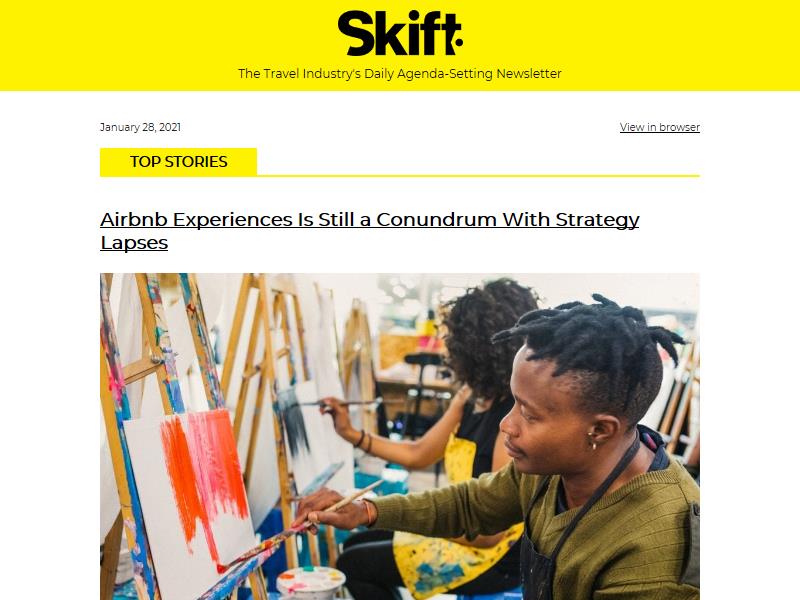 Skift
The Travel Industry's Daily Agenda-Setting Newsletter
January 28, 2021
View in browser
TOP STORIES
Airbnb Experiences Is Still a Conundrum With Strategy
Lapses